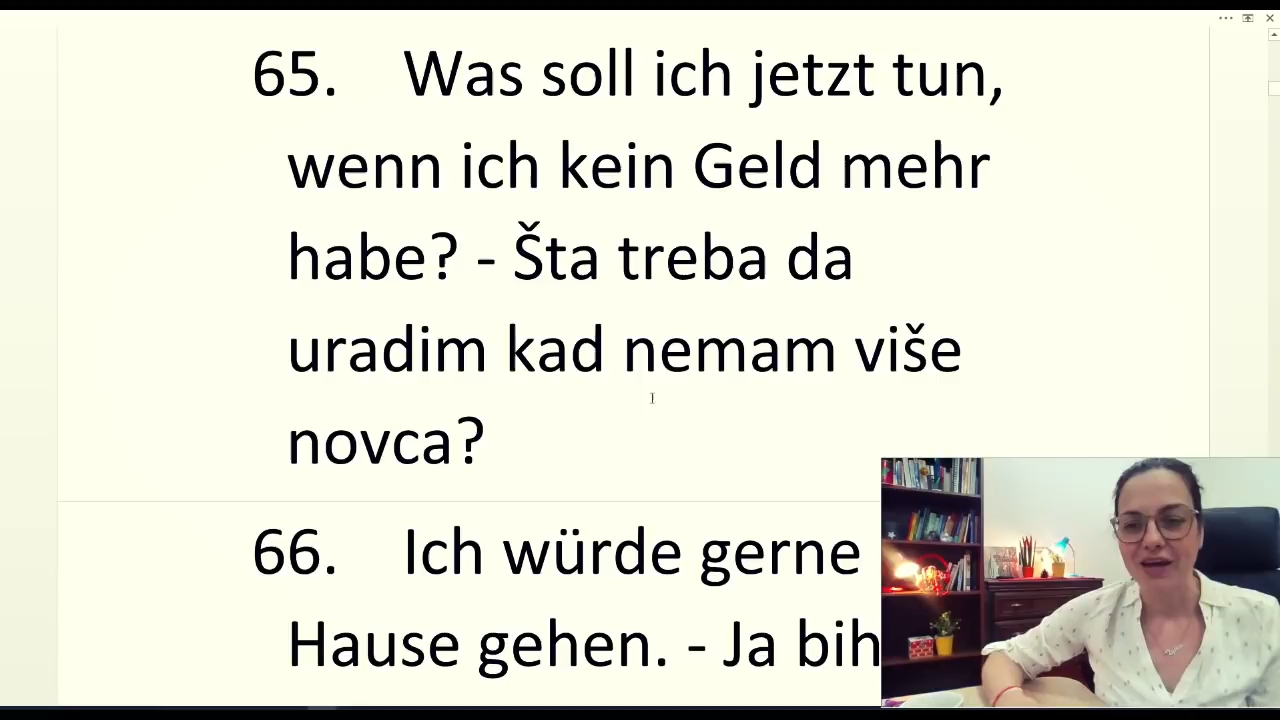 65. Was soll ich jetzt tun,
wenn ich kein Geld mehr
habe? - Šta treba da
uradim kad nemam više
novca?
66. Ich würde gerne
Hause gehen. - Ja bih